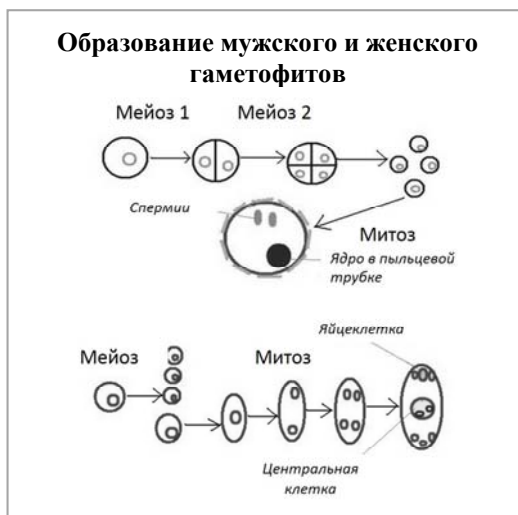 Образование мужского и женского
гаметофитов
Мейоз 1
Мейоз 2
Спермии
Митоз
Ядро в пыльцевой
трубке
Яйцеклетка
Мейоз
Митоз
Центральная
клетка